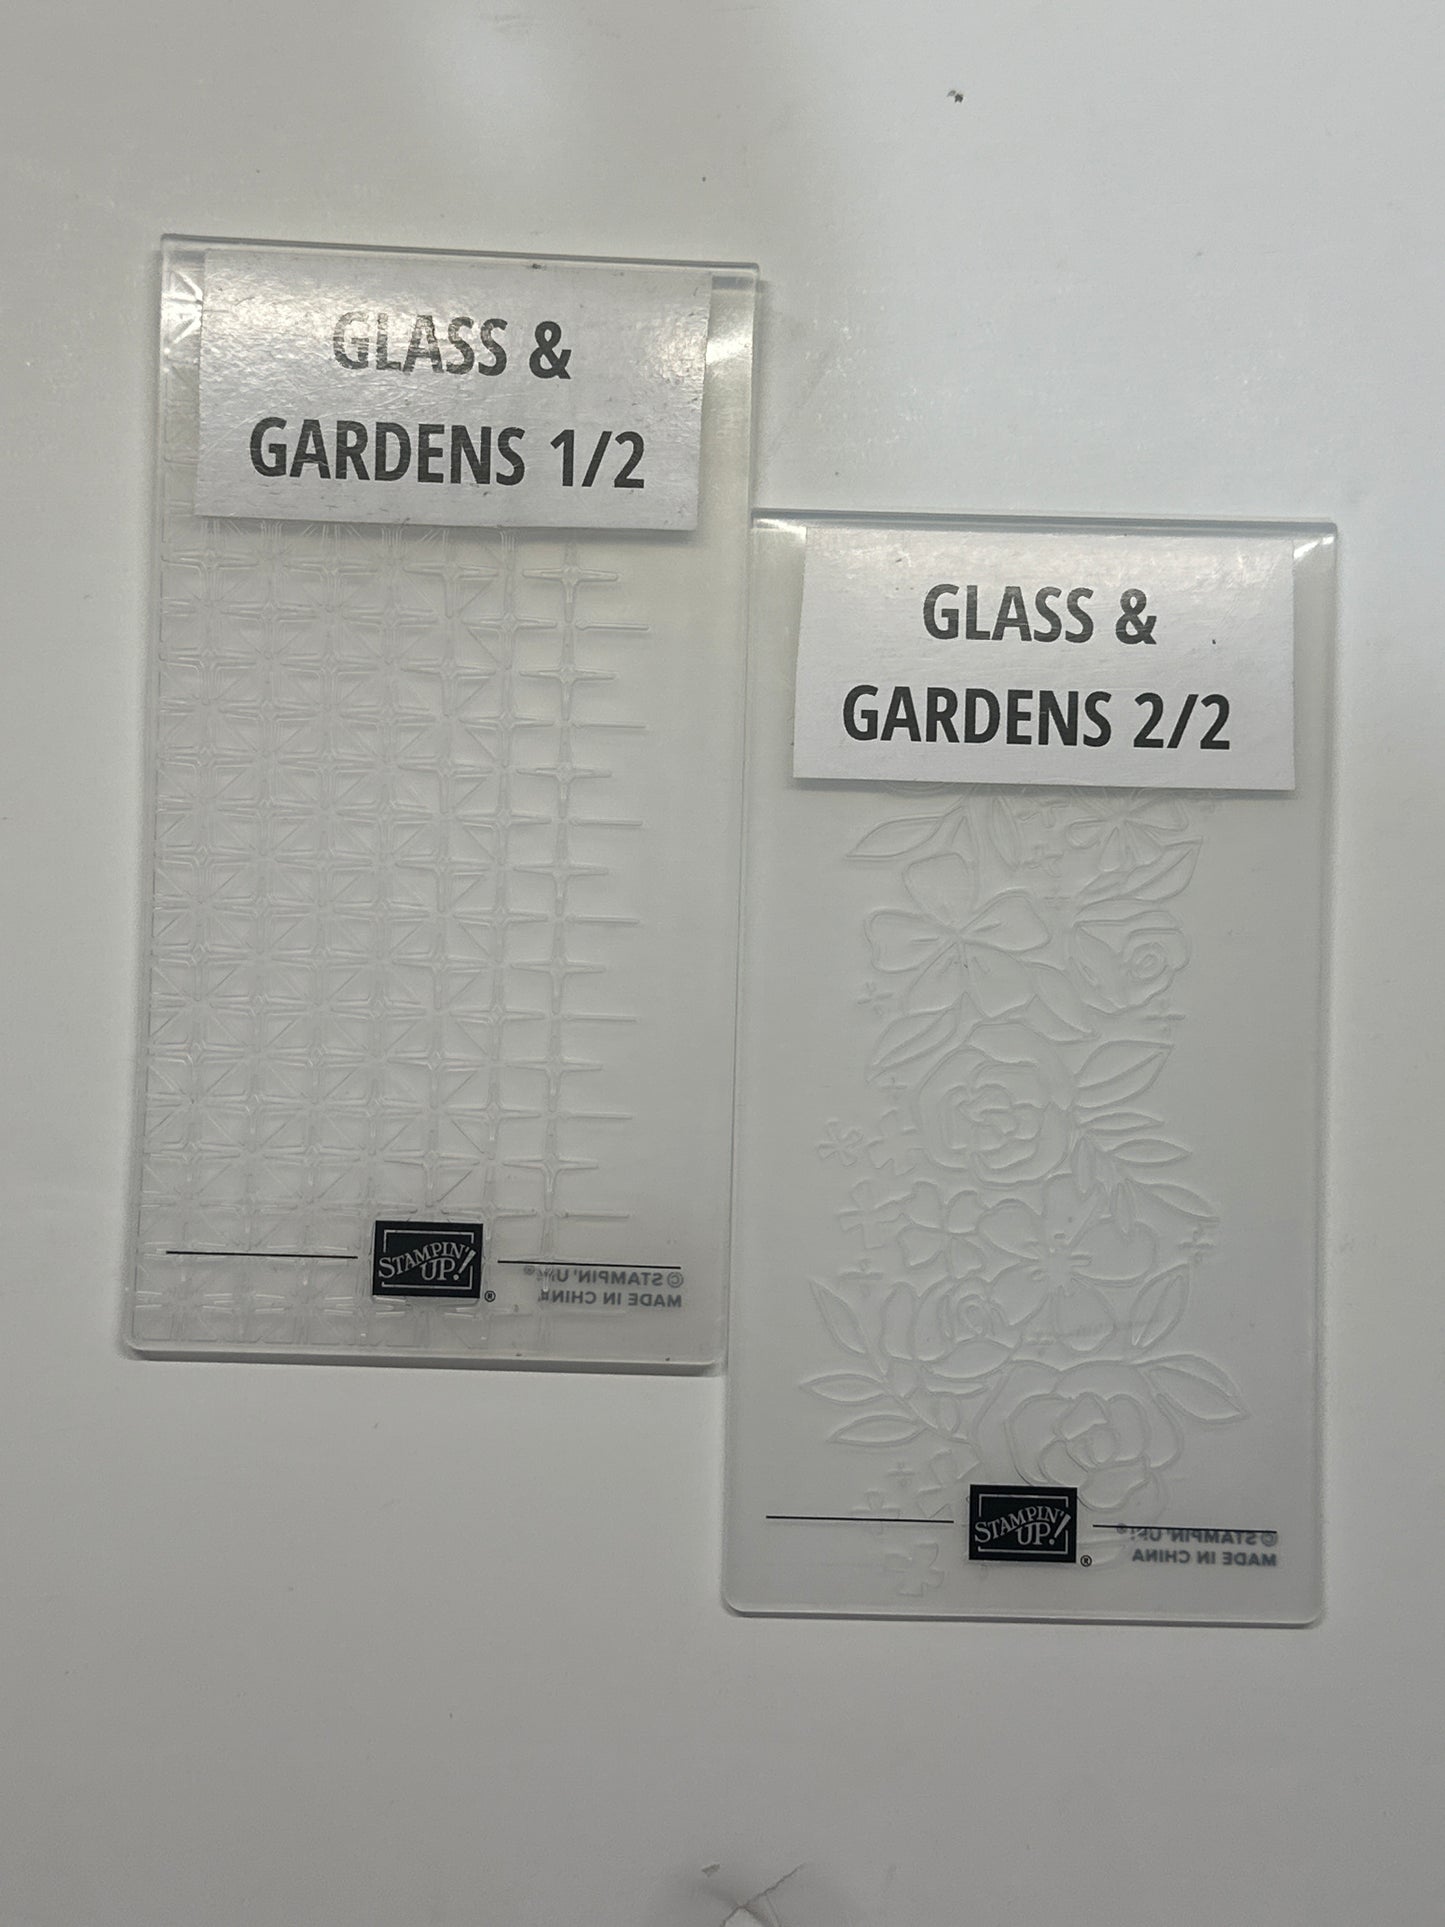 GLASS &
GARDENS 1/2
STAMPIN'
UP!
®
© STAMPIN' UP!®
MADE IN CHINA
GLASS &
GARDENS 2/2
STAMPIN'
UP!
®
© STAMPIN' UP!®
MADE IN CHINA